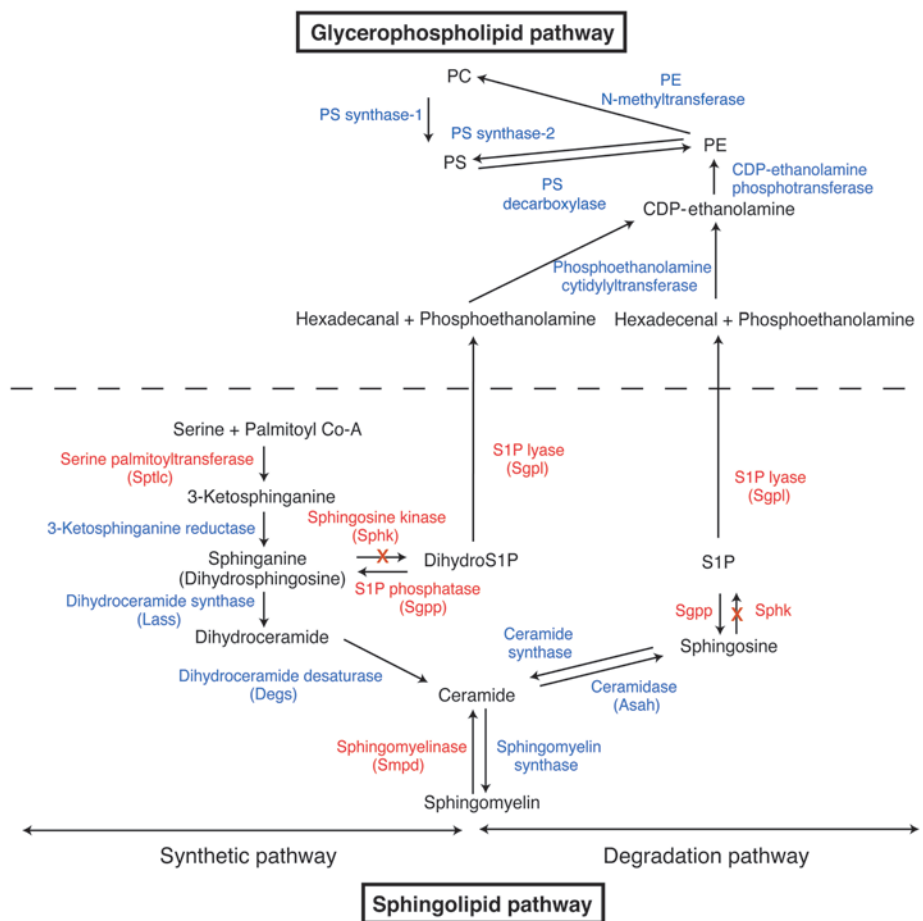 Glycerophospholipid pathway
PC
PE
N-methyltransferase
PS synthase-1
PS synthase-2
PE
PS
CDP-ethanolamine
phosphotransferase
PS
decarboxylase
CDP-ethanolamine
Phosphoethanolamine
cytidylyltransferase
Hexadecanal + Phosphoethanolamine
Hexadecenal + Phosphoethanolamine
Serine + Palmitoyl Co-A
Serine palmitoyltransferase
(Sptlc)
S1P lyase
(Sgpl)
S1P lyase
(Sgpl)
3-Ketosphinganine
3-Ketosphinganine reductase
Sphingosine kinase
(Sphk)
X
Sphinganine
(Dihydrosphingosine)
DihydroS1P
S1P
S1P phosphatase
(Sgpp)
Dihydroceramide synthase
(Lass)
Sgpp
X
Sphk
Dihydroceramide
Ceramide
synthase
Sphingosine
Dihydroceramide desaturase
(Degs)
Ceramide
Ceramidase
(Asah)
Sphingomyelinase
(Smpd)
Sphingomyelin
synthase
Sphingomyelin
Synthetic pathway
Degradation pathway
Sphingolipid pathway